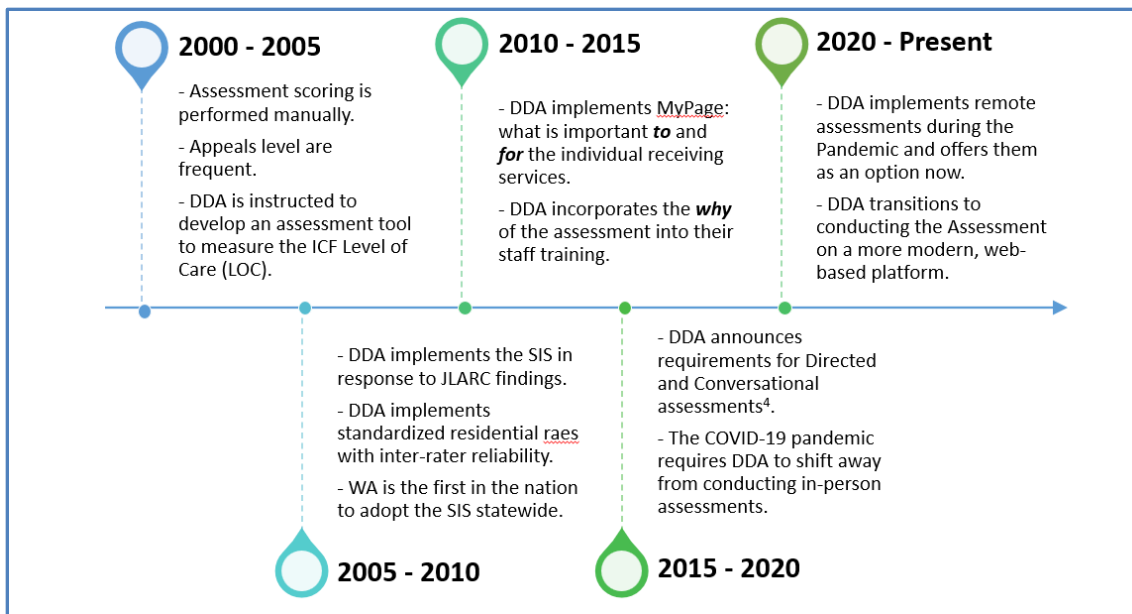 2000 - 2005
- Assessment scoring is
performed manually.
- Appeals level are
frequent.
- DDA is instructed to
develop an assessment tool
to measure the ICF Level of
Care (LOC).
2010 - 2015
- DDA implements MyPage:
what is important to and
for the individual receiving
services.
- DDA incorporates the why
of the assessment into their
staff training.
2020 - Present
- DDA implements remote
assessments during the
Pandemic and offers them
as an option now.
- DDA transitions to
conducting the Assessment
on a more modern, web-
based platform.
- DDA implements the SIS in
response to JLARC findings.
- DDA implements
standardized residential raes
with inter-rater reliability.
- WA is the first in the nation
to adopt the SIS statewide.
2005 - 2010
- DDA announces
requirements for Directed
and Conversational
assessments⁴.
- The COVID-19 pandemic
requires DDA to shift away
from conducting in-person
assessments.
2015 - 2020